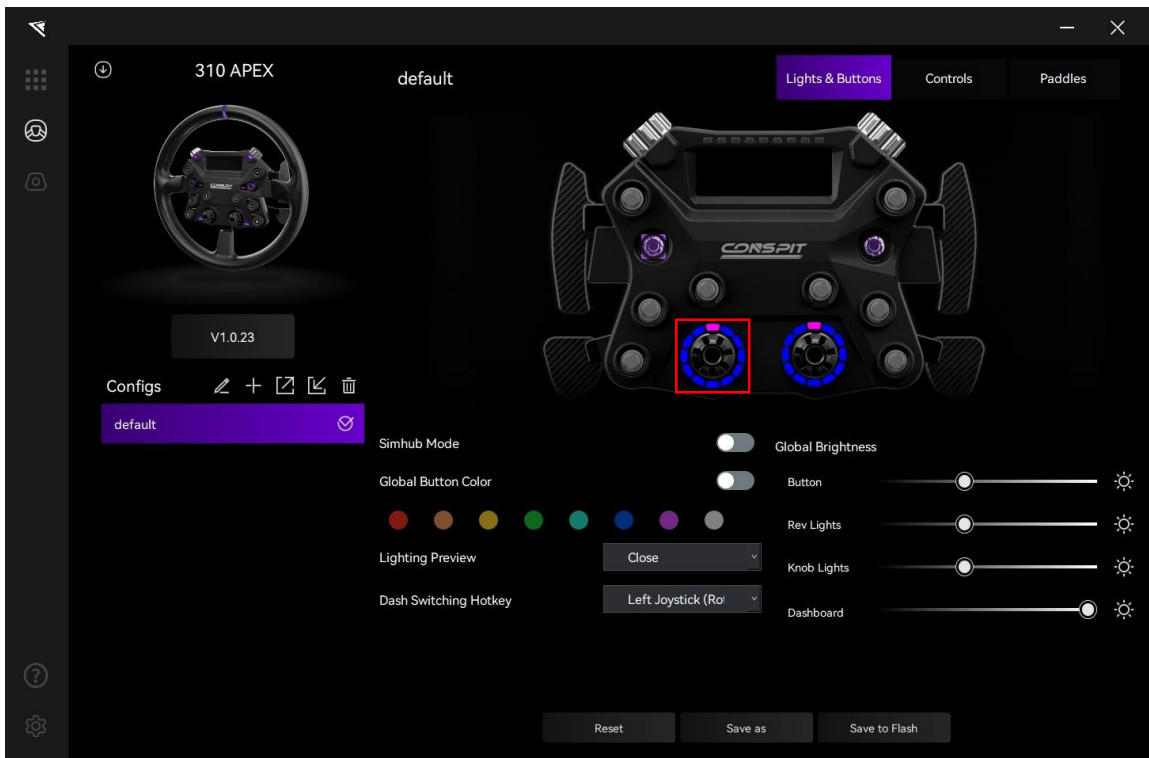 310 APEX
default
Lights & Buttons
Controls
Paddles
CONSPIT
V1.0.23
Configs
default
Simhub Mode
Global Brightness
Global Button Color
Button
Rev Lights
Lighting Preview
Close
Knob Lights
Dash Switching Hotkey
Left Joystick (Ro
Dashboard
?
Reset
Save as
Save to Flash